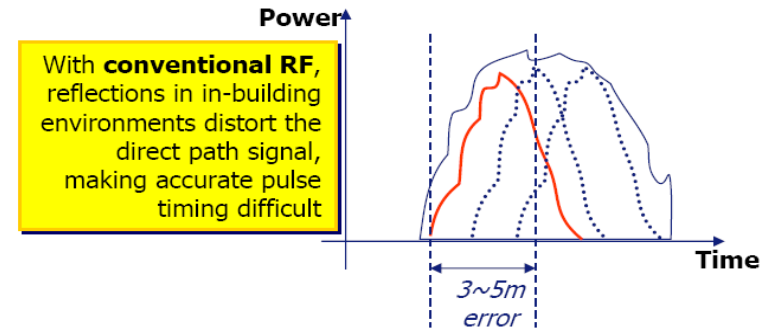 Power
With conventional RF,
reflections in in-building
environments distort the
direct path signal,
making accurate pulse
timing difficult
Time
3~5m
error